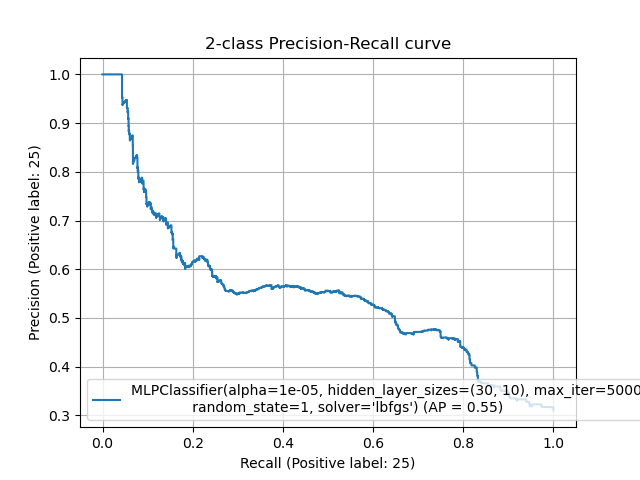 2-class Precision-Recall curve
1.0
0.9
0.8
0.7
0.6
0.5
0.4
0.3
Precision (Positive label: 25)
MLPClassifier(alpha=1e-05, hidden_layer_sizes=(30, 10), max_iter=5000
random_state=1, solver='lbfgs') (AP = 0.55)
0.0 0.2 0.4 0.6 0.8 1.0
Recall (Positive label: 25)